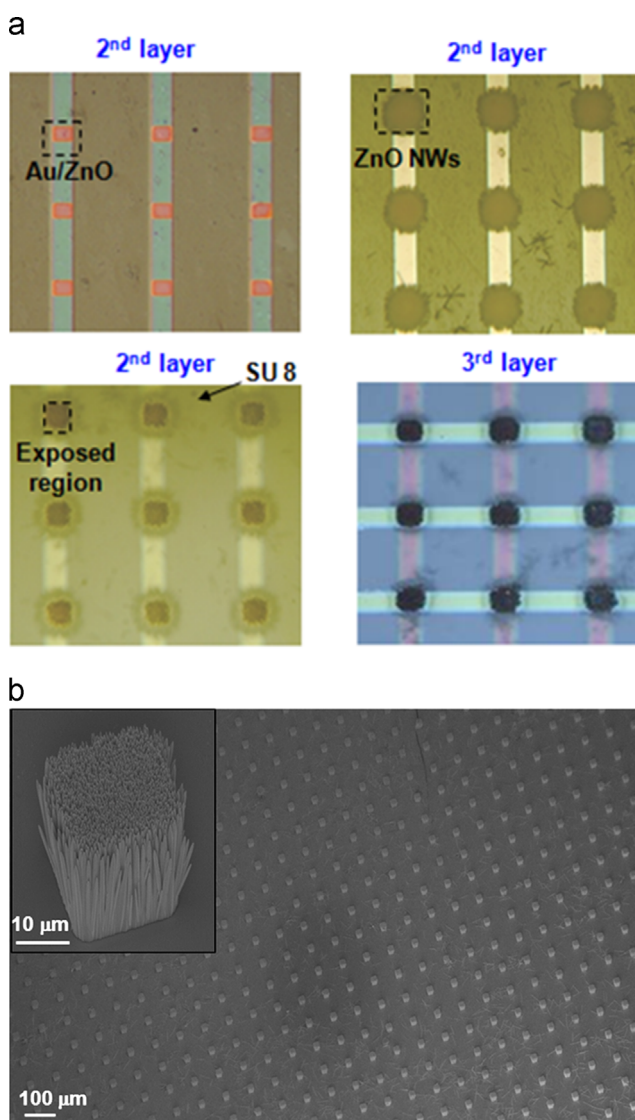 a
2nd layer
2nd layer
Au/ZnO
ZnO NWs
2nd layer
SU 8
3rd layer
Exposed
region
b
10 µm
100 µm